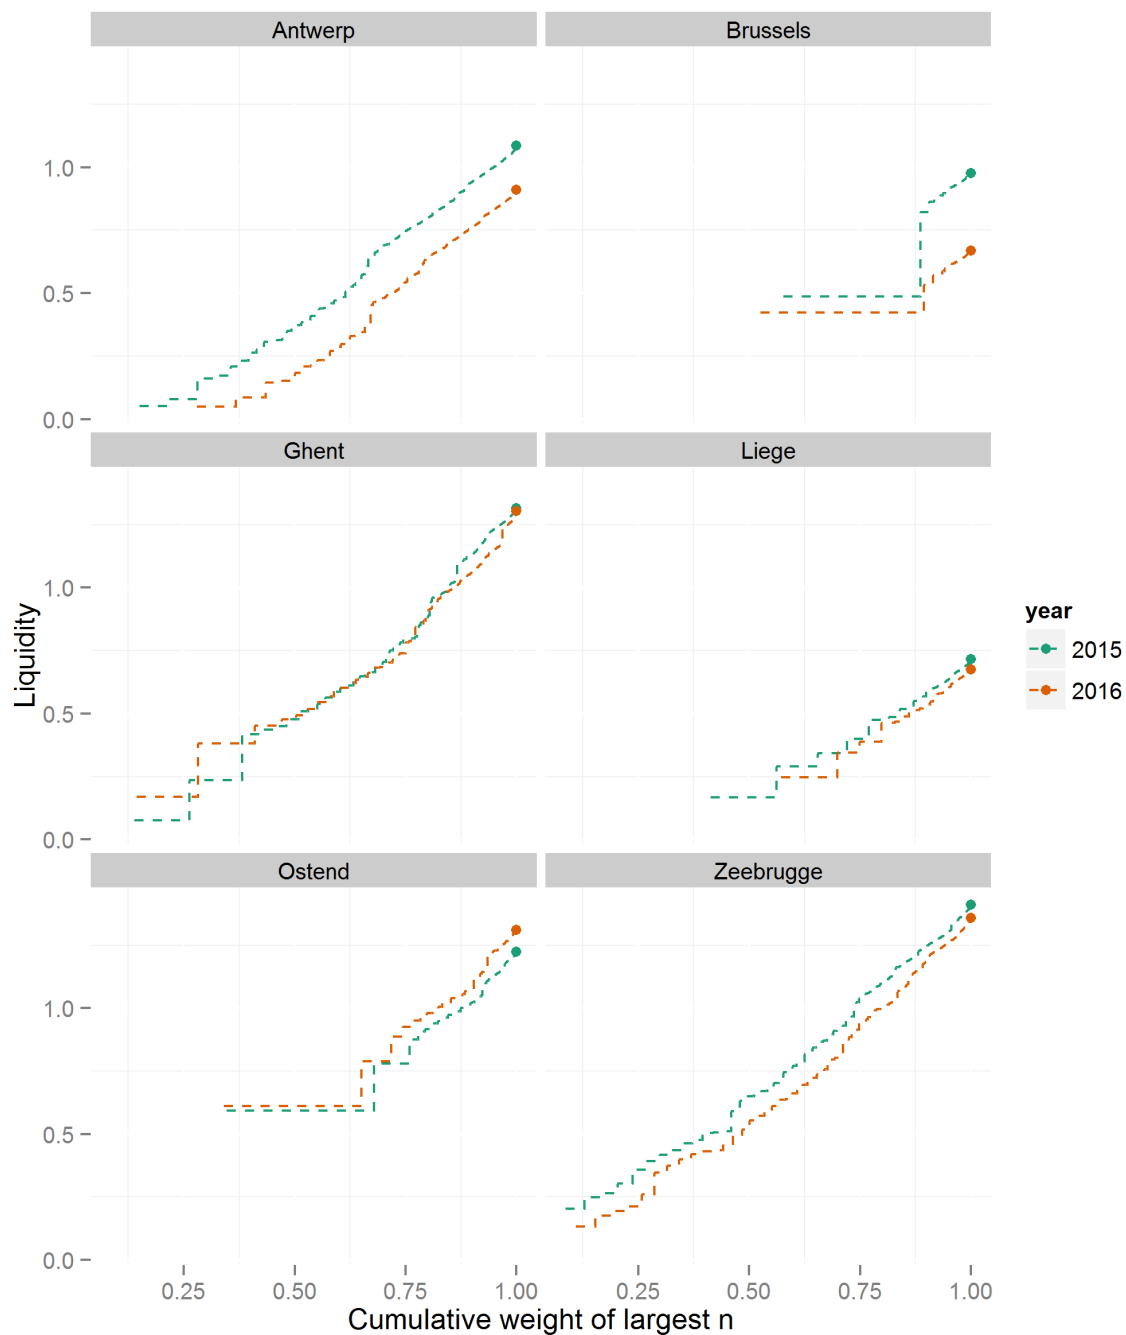 Antwerp Brussels
1.0
0.5
0.0
Ghent Liege
1.0
0.5
0.0
Liquidity
year
2015
2016
Ostend Zeebrugge
1.0
0.5
0.0
0.25 0.50 0.75 1.00 0.25 0.50 0.75 1.00
Cumulative weight of largest n